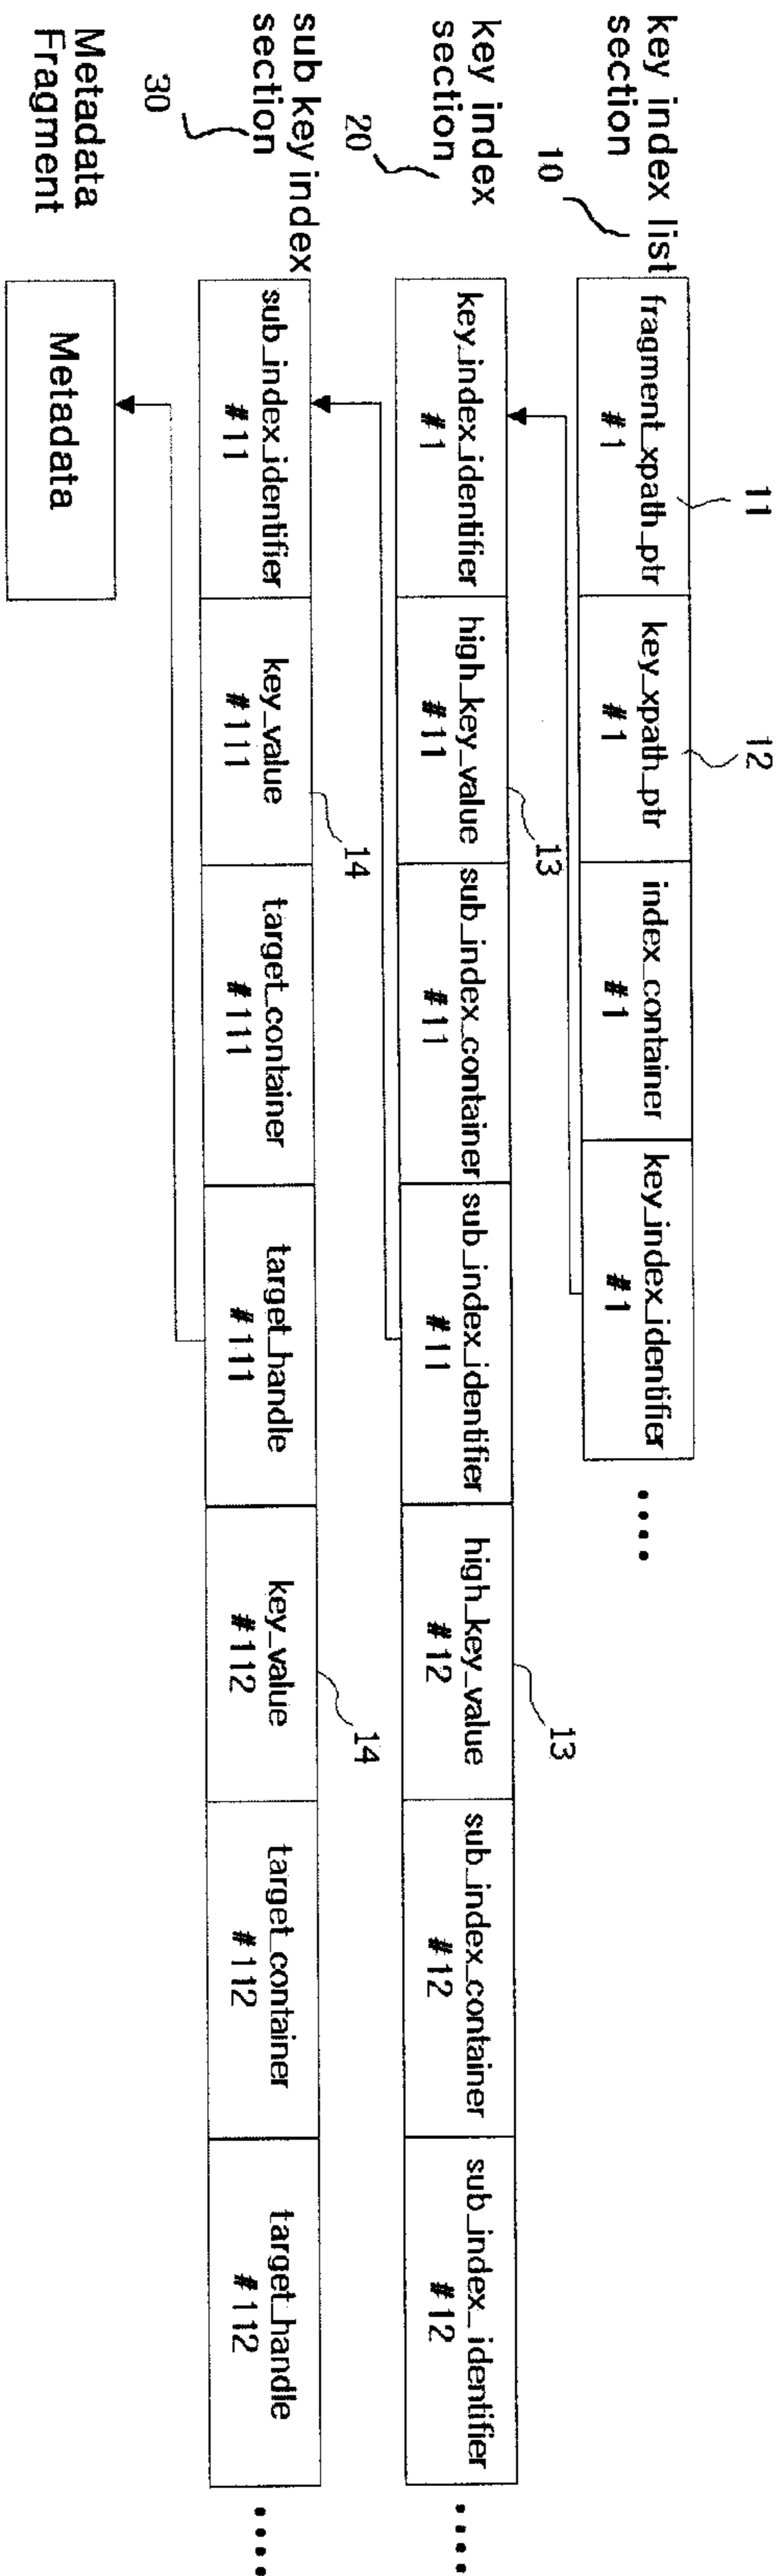 key index list
section
10
11
12
fragment_xpath_ptr
#1
key_xpath_ptr
#1
index_container
#1
key_index_identifier
#1
....
key index
section
20
13
13
key_index_identifier
#1
high_key_value
#11
sub_index_container
#11
sub_index_identifier
#11
high_key_value
#12
sub_index_container
#12
sub_index_identifier
#12
....
sub key index
section
30
14
14
sub_index_identifier
#11
key_value
#111
target_container
#111
target_handle
#111
key_value
#112
target_container
#112
target_handle
#112
....
Metadata
Fragment
Metadata